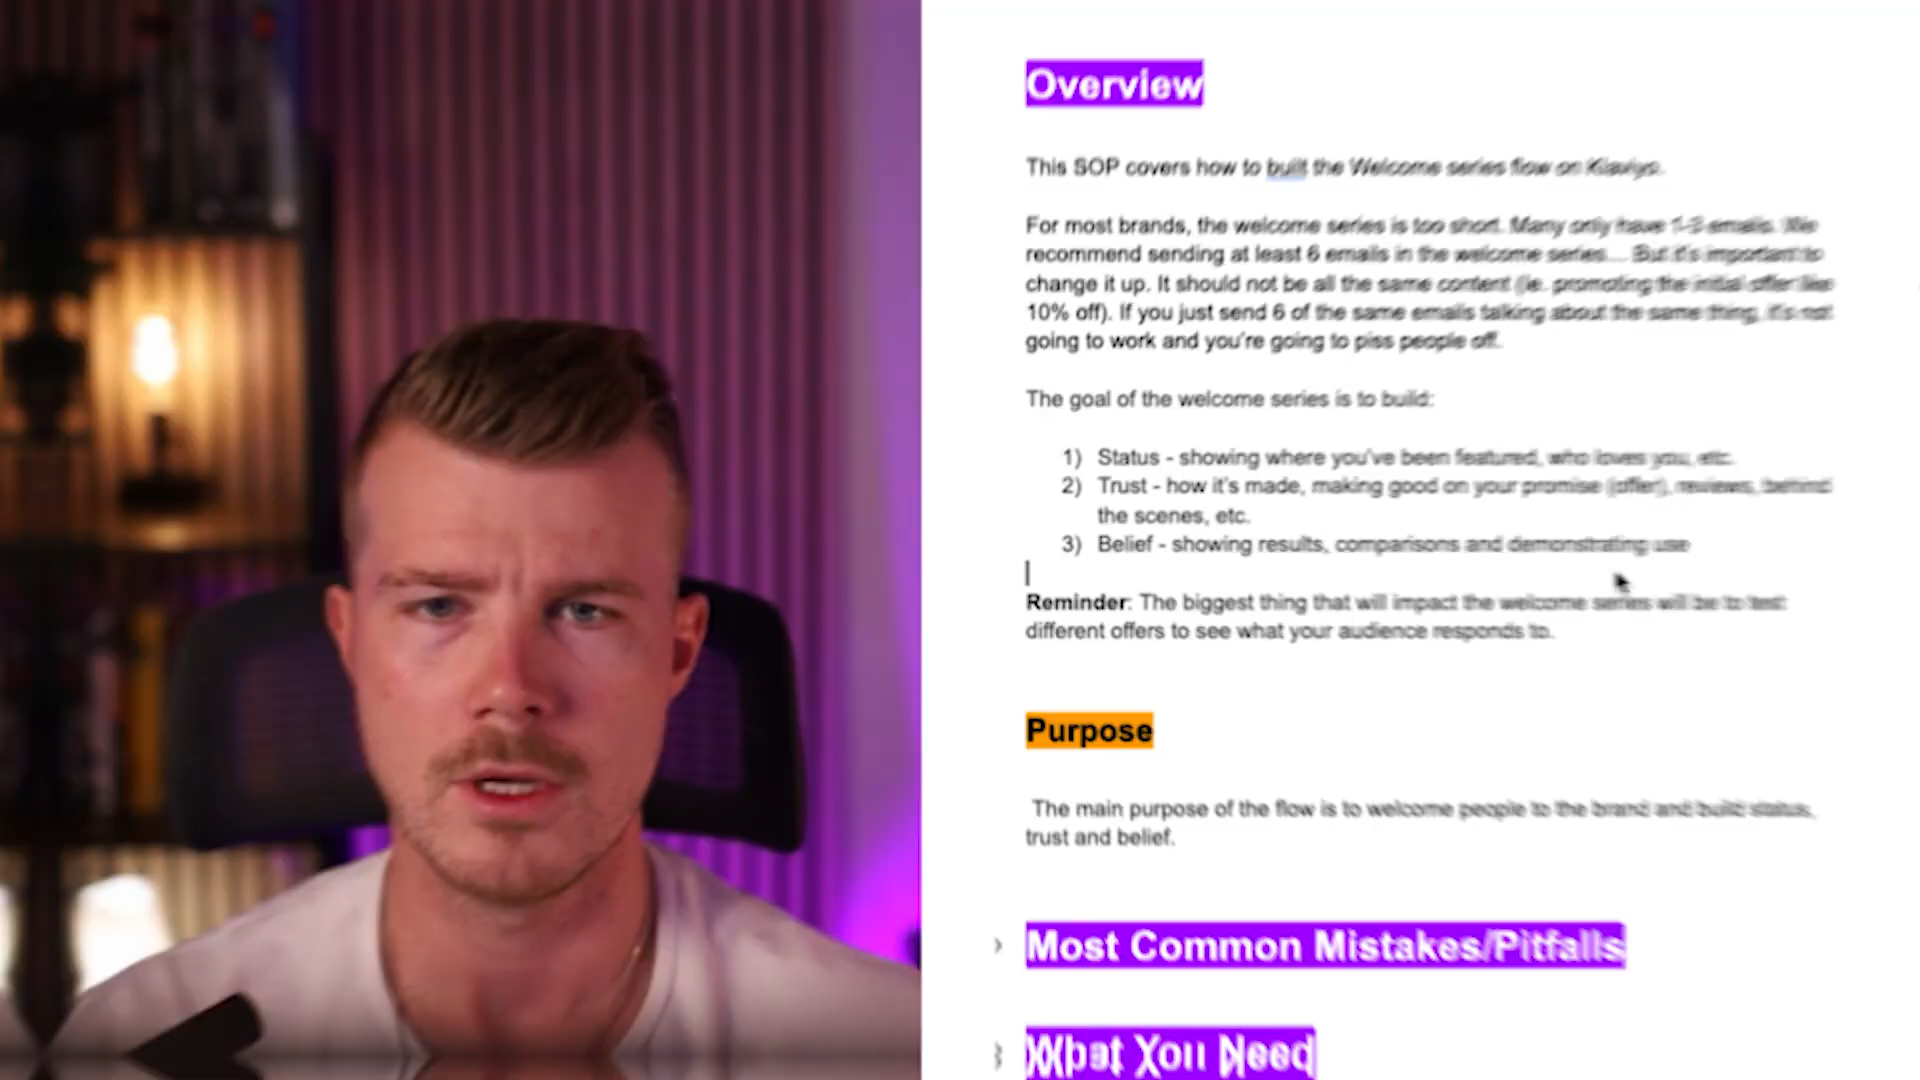 Overview
This SOP covers how to built the Welcome series flow on Klaviyo.
For most brands, the welcome series is too short. Many only have 1-3 emails. We
recommend sending at least 6 emails in the welcome series... But it's important to
change it up. It should not be all the same content (ie. promoting the initial offer like
10% off). If you just send 6 of the same emails talking about the same thing, it's not
going to work and you're going to piss people off.
The goal of the welcome series is to build:
1) Status - showing where you've been featured, who loves you, etc.
2) Trust - how it's made, making good on your promise (offer), reviews, behind
the scenes, etc.
3) Belief - showing results, comparisons and demonstrating use
Reminder: The biggest thing that will impact the welcome series will be to test
different offers to see what your audience responds to.
Purpose
The main purpose of the flow is to welcome people to the brand and build status,
trust and belief.
Most Common Mistakes/Pitfalls
What You Need